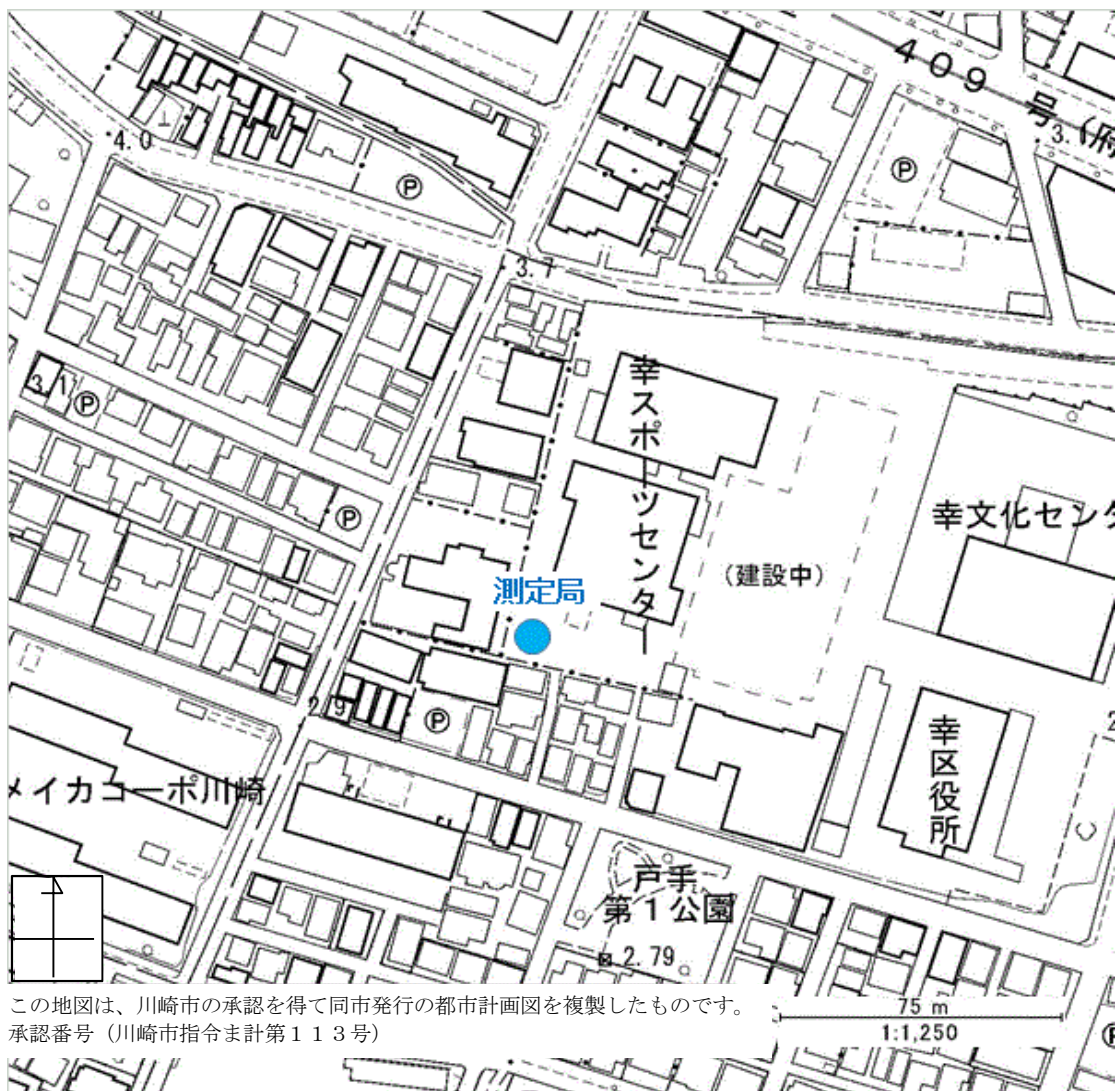 409号(府
4.0
3.
Ⓟ
Ⓟ
3.7
幸スポーツセンター
3.1
Ⓟ
Ⓟ
幸文化センタ
(建設中)
測定局
2.9
Ⓟ
幸区役所
2
メイカコーポ川崎
戸手
第1公園
2.79
この地図は、川崎市の承認を得て同市発行の都市計画図を複製したものです。
承認番号(川崎市指令ま計第113号)
75 m
1:1,250